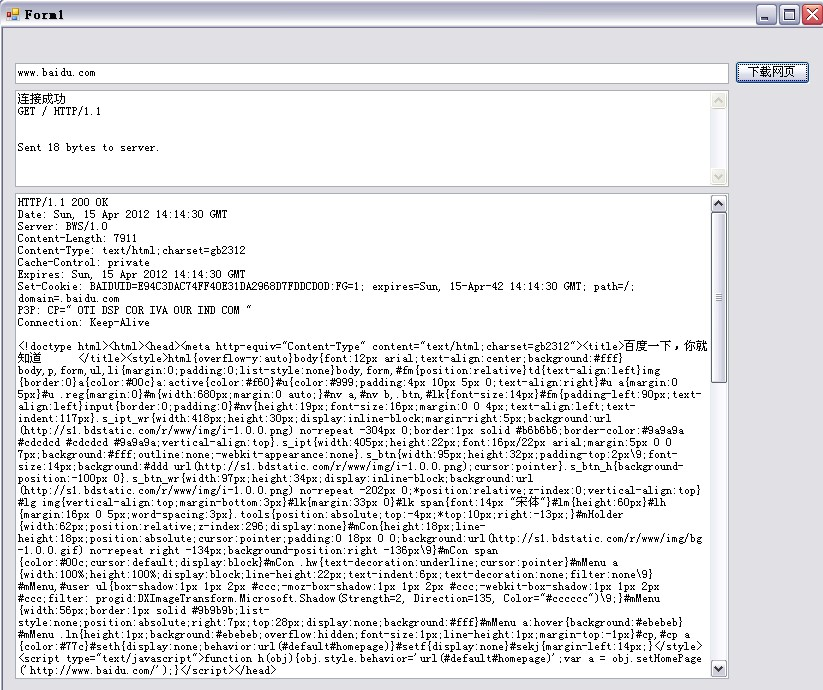 Form1
www.baidu.com
下载网页
连接成功
GET / HTTP/1.1
Sent 18 bytes to server.
HTTP/1.1 200 OK
Date: Sun, 15 Apr 2012 14:14:30 GMT
Server: BWS/1.0
Content-Length: 7911
Content-Type: text/html;charset=gb2312
Cache-Control: private
Expires: Sun, 15 Apr 2012 14:14:30 GMT
Set-Cookie: BAIDUID=E94C3DAC74FF40E31DA2968D7FDDCD0D:FG=1; expires=Sun, 15-Apr-42 14:14:30 GMT; path=/;
domain=.baidu.com
P3P: CP=" OTI DSP COR IVA OUR IND COM "
Connection: Keep-Alive
<!doctype html><html><head><meta http-equiv="Content-Type" content="text/html;charset=gb2312"><title>百度一下，你就
知道      </title><style>html{overflow-y:auto}body{font:12px arial;text-align:center;background:#fff}
body,p,form,ul,li{margin:0;padding:0;list-style:none}body,form,#fm{position:relative}td{text-align:left}img
{border:0}a{color:#00c}a:active{color:#f60}#u{color:#999;padding:4px 10px 5px 0;text-align:right}#u a{margin:0
5px}#u .reg{margin:0}#m{width:680px;margin:0 auto;}#nv a,#nv b,.btn,#lk{font-size:14px}#fm{padding-left:90px;text-
align:left}input{border:0;padding:0}#nv{height:19px;font-size:16px;margin:0 0 4px;text-align:left;text-
indent:117px}.s_ipt_wr{width:418px;height:30px;display:inline-block;margin-right:5px;background:url
(http://s1.bdstatic.com/r/www/img/i-1.0.0.png) no-repeat -304px 0;border:1px solid #b6b6b6;border-color:#9a9a9a
#cdcdcd #cdcdcd #9a9a9a;vertical-align:top}.s_ipt{width:405px;height:22px;font:16px/22px arial;margin:5px 0 0
7px;background:#fff;outline:none;-webkit-appearance:none}.s_btn{width:95px;height:32px;padding-top:2px\9;font-
size:14px;background:#ddd url(http://s1.bdstatic.com/r/www/img/i-1.0.0.png);cursor:pointer}.s_btn_h{background-
position:-100px 0}.s_btn_wr{width:97px;height:34px;display:inline-block;background:url
(http://s1.bdstatic.com/r/www/img/i-1.0.0.png) no-repeat -202px 0;*position:relative;z-index:0;vertical-align:top}
#lg img{vertical-align:top;margin-bottom:3px}#lk{margin:33px 0}#lk span{font:14px "宋体"}#lm{height:60px}#lh
{margin:16px 0 5px;word-spacing:3px}.tools{position:absolute;top:-4px;*top:10px;right:-13px;}#mHolder
{width:62px;position:relative;z-index:296;display:none}#mCon{height:18px;line-
height:18px;position:absolute;cursor:pointer;padding:0 18px 0 0;background:url(http://s1.bdstatic.com/r/www/img/bg
-1.0.0.gif) no-repeat right -134px;background-position:right -136px\9}#mCon span
{color:#00c;cursor:default;display:block}#mCon .hw{text-decoration:underline;cursor:pointer}#mMenu a
{width:100%;height:100%;display:block;line-height:22px;text-indent:6px;text-decoration:none;filter:none\9}
#mMenu,#user ul{box-shadow:1px 1px 2px #ccc;-moz-box-shadow:1px 1px 2px #ccc;-webkit-box-shadow:1px 1px 2px
#ccc;filter: progid:DXImageTransform.Microsoft.Shadow(Strength=2, Direction=135, Color="#cccccc")\9;}#mMenu
{width:56px;border:1px solid #9b9b9b;list-
style:none;position:absolute;right:7px;top:28px;display:none;background:#fff}#mMenu a:hover{background:#ebebeb}
#mMenu .ln{height:1px;background:#ebebeb;overflow:hidden;font-size:1px;line-height:1px;margin-top:-1px}#cp,#cp a
{color:#77c}#seth{display:none;behavior:url(#default#homepage)}#setf{display:none}#sekj{margin-left:14px;}</style>
<script type="text/javascript">function h(obj){obj.style.behavior='url(#default#homepage)';var a = obj.setHomePage
('http://www.baidu.com/');}</script></head>